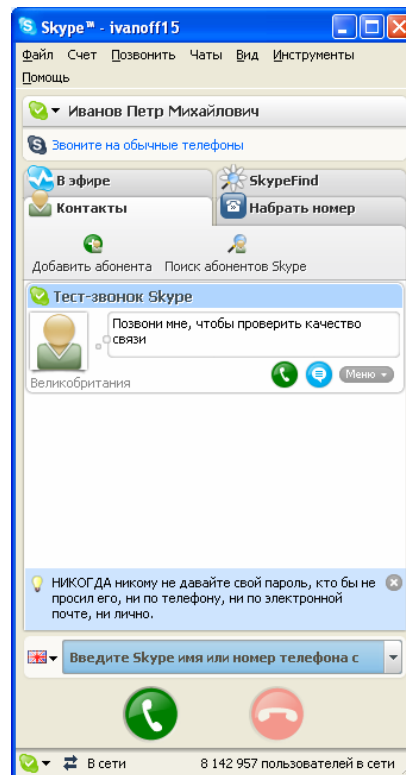 Skype™ - ivanoff15
Файл Счет Позвонить Чаты Вид Инструменты
Помощь
Иванов Петр Михайлович
Звоните на обычные телефоны
В эфире SkypeFind
Контакты Набрать номер
Добавить абонента Поиск абонентов Skype
Тест-звонок Skype
Позвони мне, чтобы проверить качество
связи
Великобритания Меню
НИКОГДА никому не давайте свой пароль, кто бы не
просил его, ни по телефону, ни по электронной
почте, ни лично.
Введите Skype имя или номер телефона с
В сети 8 142 957 пользователей в сети